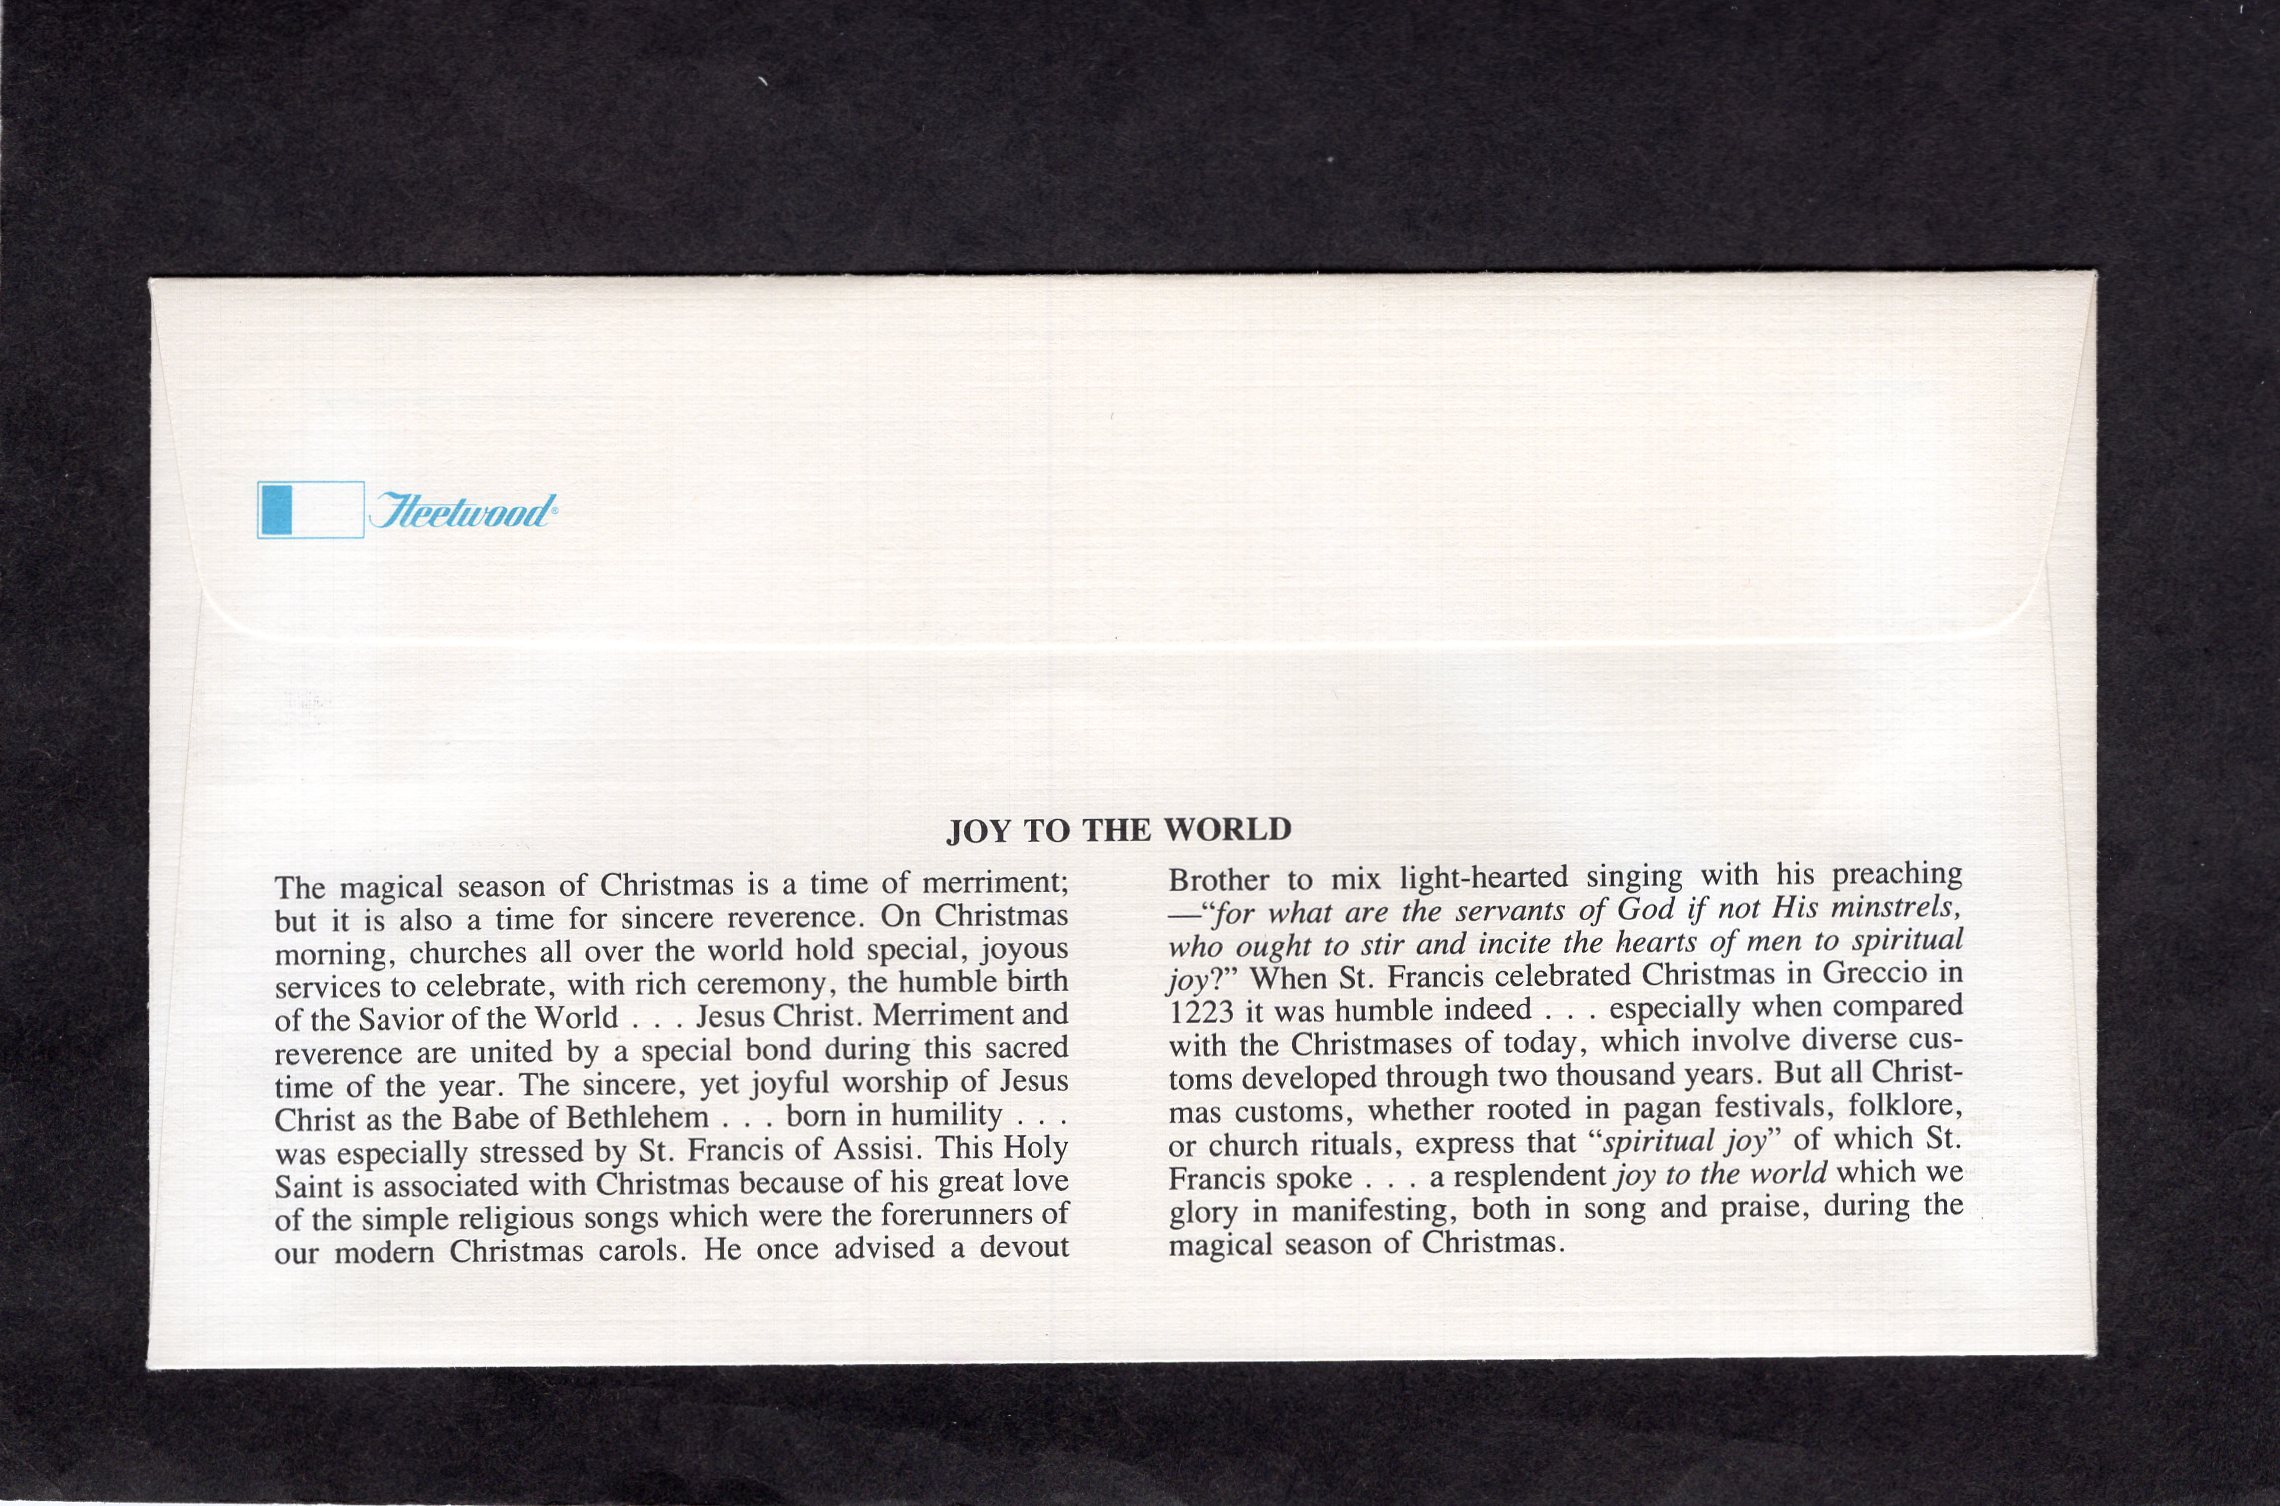 Fleetwood®
JOY TO THE WORLD
The magical season of Christmas is a time of merriment;
but it is also a time for sincere reverence. On Christmas
morning, churches all over the world hold special, joyous
services to celebrate, with rich ceremony, the humble birth
of the Savior of the World . . . Jesus Christ. Merriment and
reverence are united by a special bond during this sacred
time of the year. The sincere, yet joyful worship of Jesus
Christ as the Babe of Bethlehem . . . born in humility . . .
was especially stressed by St. Francis of Assisi. This Holy
Saint is associated with Christmas because of his great love
of the simple religious songs which were the forerunners of
our modern Christmas carols. He once advised a devout
Brother to mix light-hearted singing with his preaching
—“for what are the servants of God if not His minstrels,
who ought to stir and incite the hearts of men to spiritual
joy?” When St. Francis celebrated Christmas in Greccio in
1223 it was humble indeed . . . especially when compared
with the Christmases of today, which involve diverse cus-
toms developed through two thousand years. But all Christ-
mas customs, whether rooted in pagan festivals, folklore,
or church rituals, express that “spiritual joy” of which St.
Francis spoke . . . a resplendent joy to the world which we
glory in manifesting, both in song and praise, during the
magical season of Christmas.